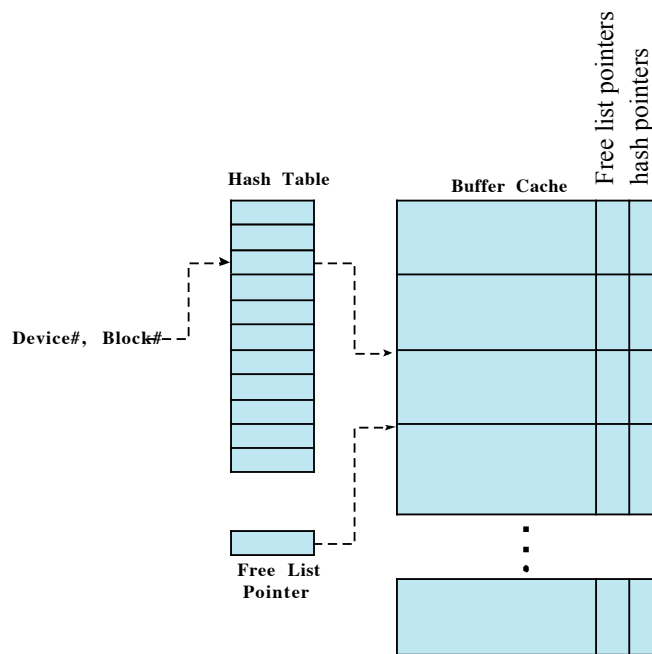 Free list pointers
hash pointers
Hash Table
Buffer Cache
Device#, Block#
Free List
Pointer